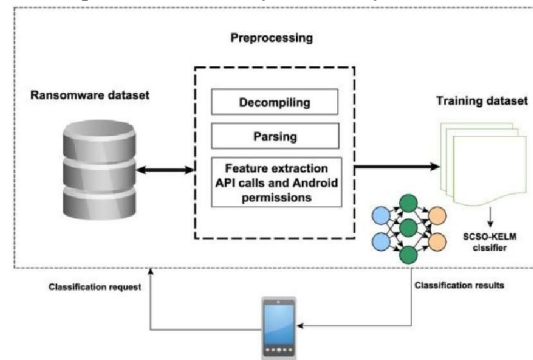 Preprocessing
Ransomware dataset
Decompiling
Parsing
Feature extraction
API calls and Android
permissions
Training dataset
SCSO-KELM
clssifier
Classification request
Classification results